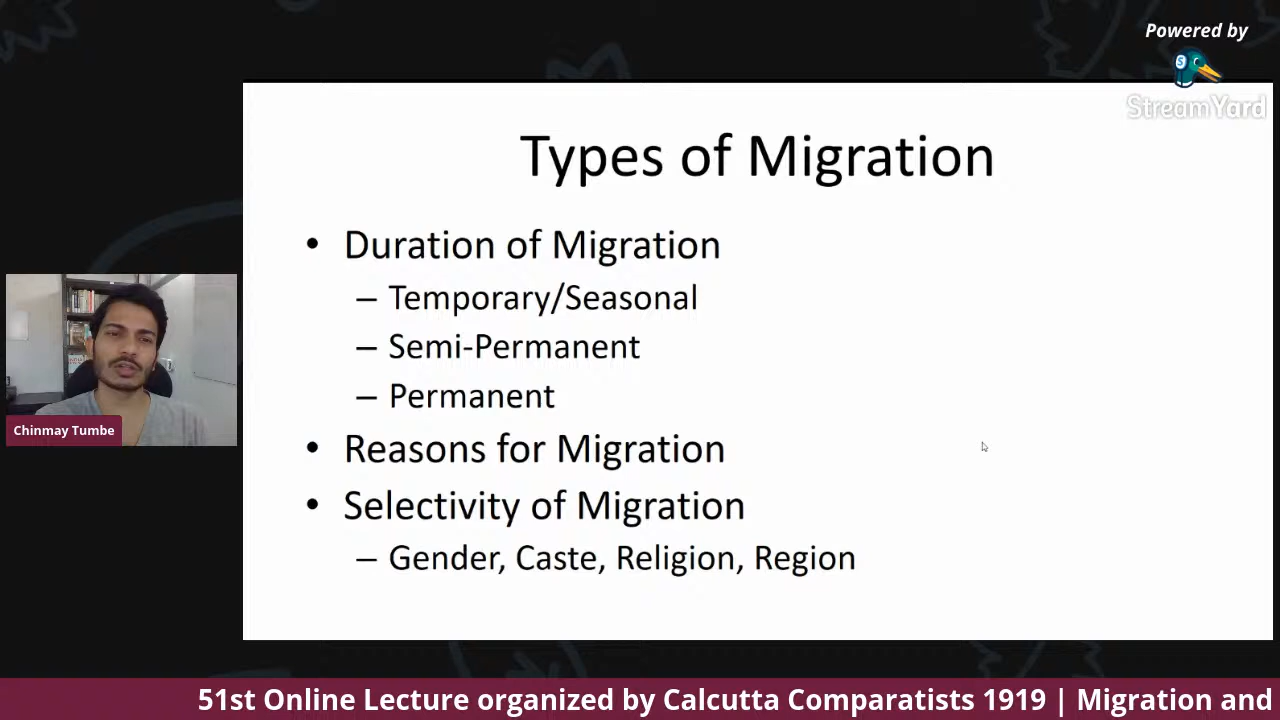 Powered by
StreamYard
Types of Migration
• Duration of Migration
– Temporary/Seasonal
– Semi-Permanent
– Permanent
• Reasons for Migration
• Selectivity of Migration
– Gender, Caste, Religion, Region
Chinmay Tumbe
51st Online Lecture organized by Calcutta Comparatists 1919 | Migration and